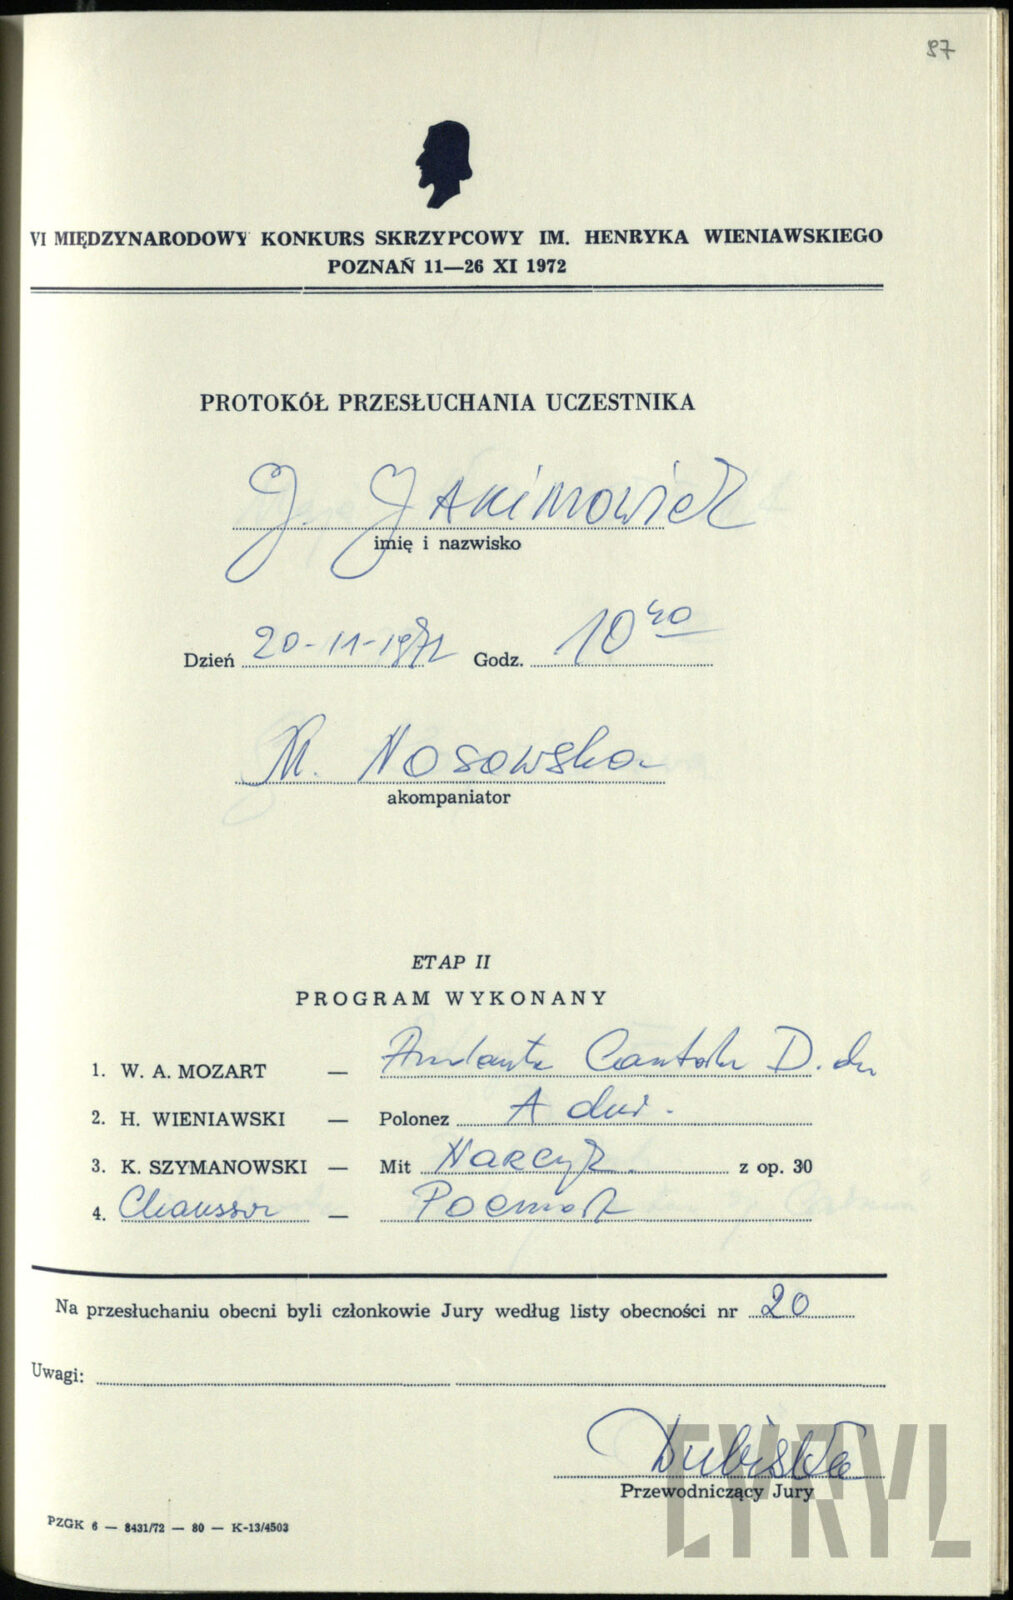 97
VI MIĘDZYNARODOWY KONKURS SKRZYPCOWY IM. HENRYKA WIENIAWSKIEGO
POZNAŃ 11—26 XI 1972
PROTOKÓŁ PRZESŁUCHANIA UCZESTNIKA
J. JAKIMOWICZ
imię i nazwisko
Dzień 20-11-1972 Godz. 10 40
M. Nosowska
akompaniator
ETAP II
PROGRAM WYKONANY
1. W. A. MOZART — Andante Cantabile D. dur
2. H. WIENIAWSKI — Polonez A dur.
3. K. SZYMANOWSKI — Mit Narcyz. z op. 30
4. Chausson — Poemat
Na przesłuchaniu obecni byli członkowie Jury według listy obecności nr 20
Uwagi:
Dubiska
Przewodniczący Jury
PZGK 6 — 8431/72 — 80 — K-13/4503
CYRYL